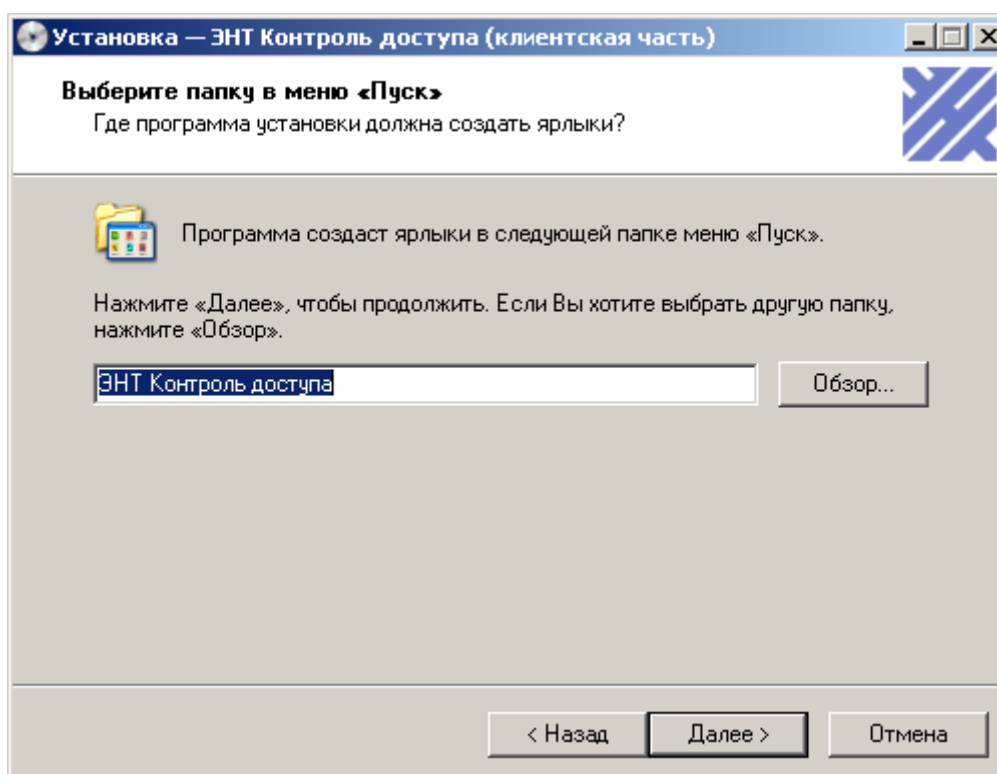 Установка — ЭНТ Контроль доступа (клиентская часть)
Выберите папку в меню «Пуск»
Где программа установки должна создать ярлыки?
Программа создаст ярлыки в следующей папке меню «Пуск».
Нажмите «Далее», чтобы продолжить. Если Вы хотите выбрать другую папку,
нажмите «Обзор».
ЭНТ Контроль доступа
Обзор...
< Назад
Далее >
Отмена